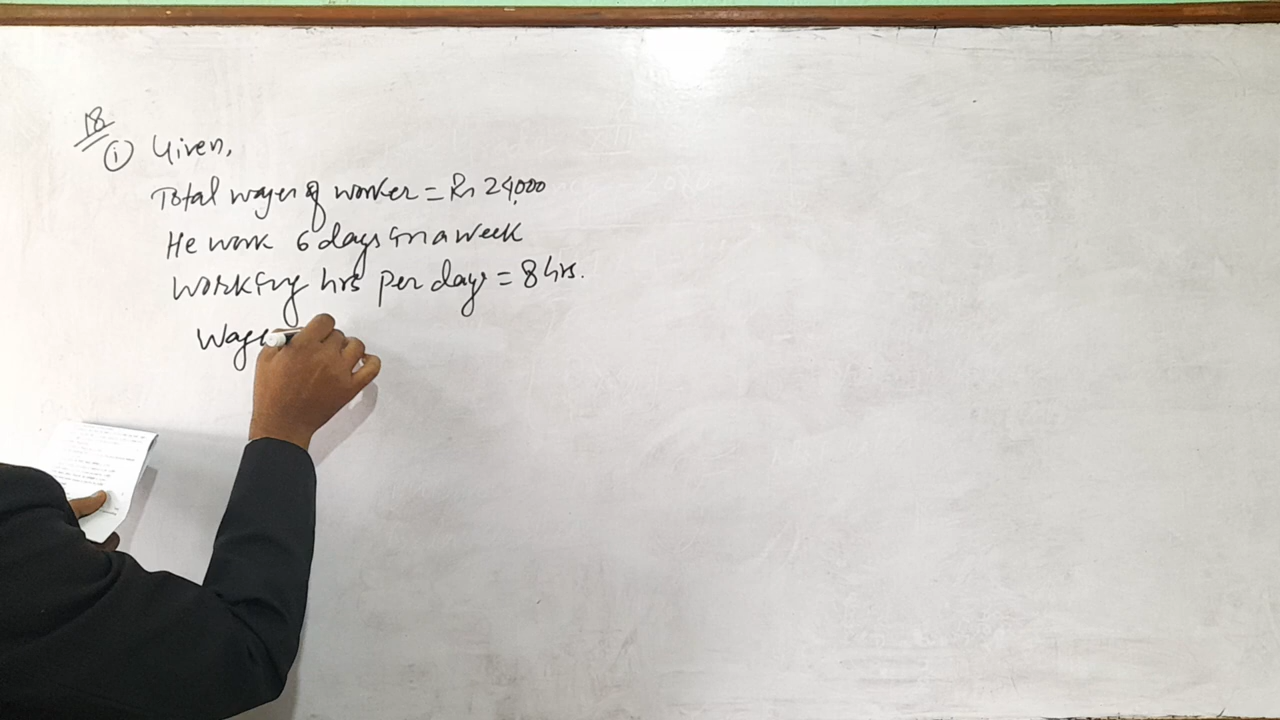 18
(i) Given,
Total wages of worker = Rs 24,000
He work 6 days in a week
Working hrs per days = 8 hrs.
Wage